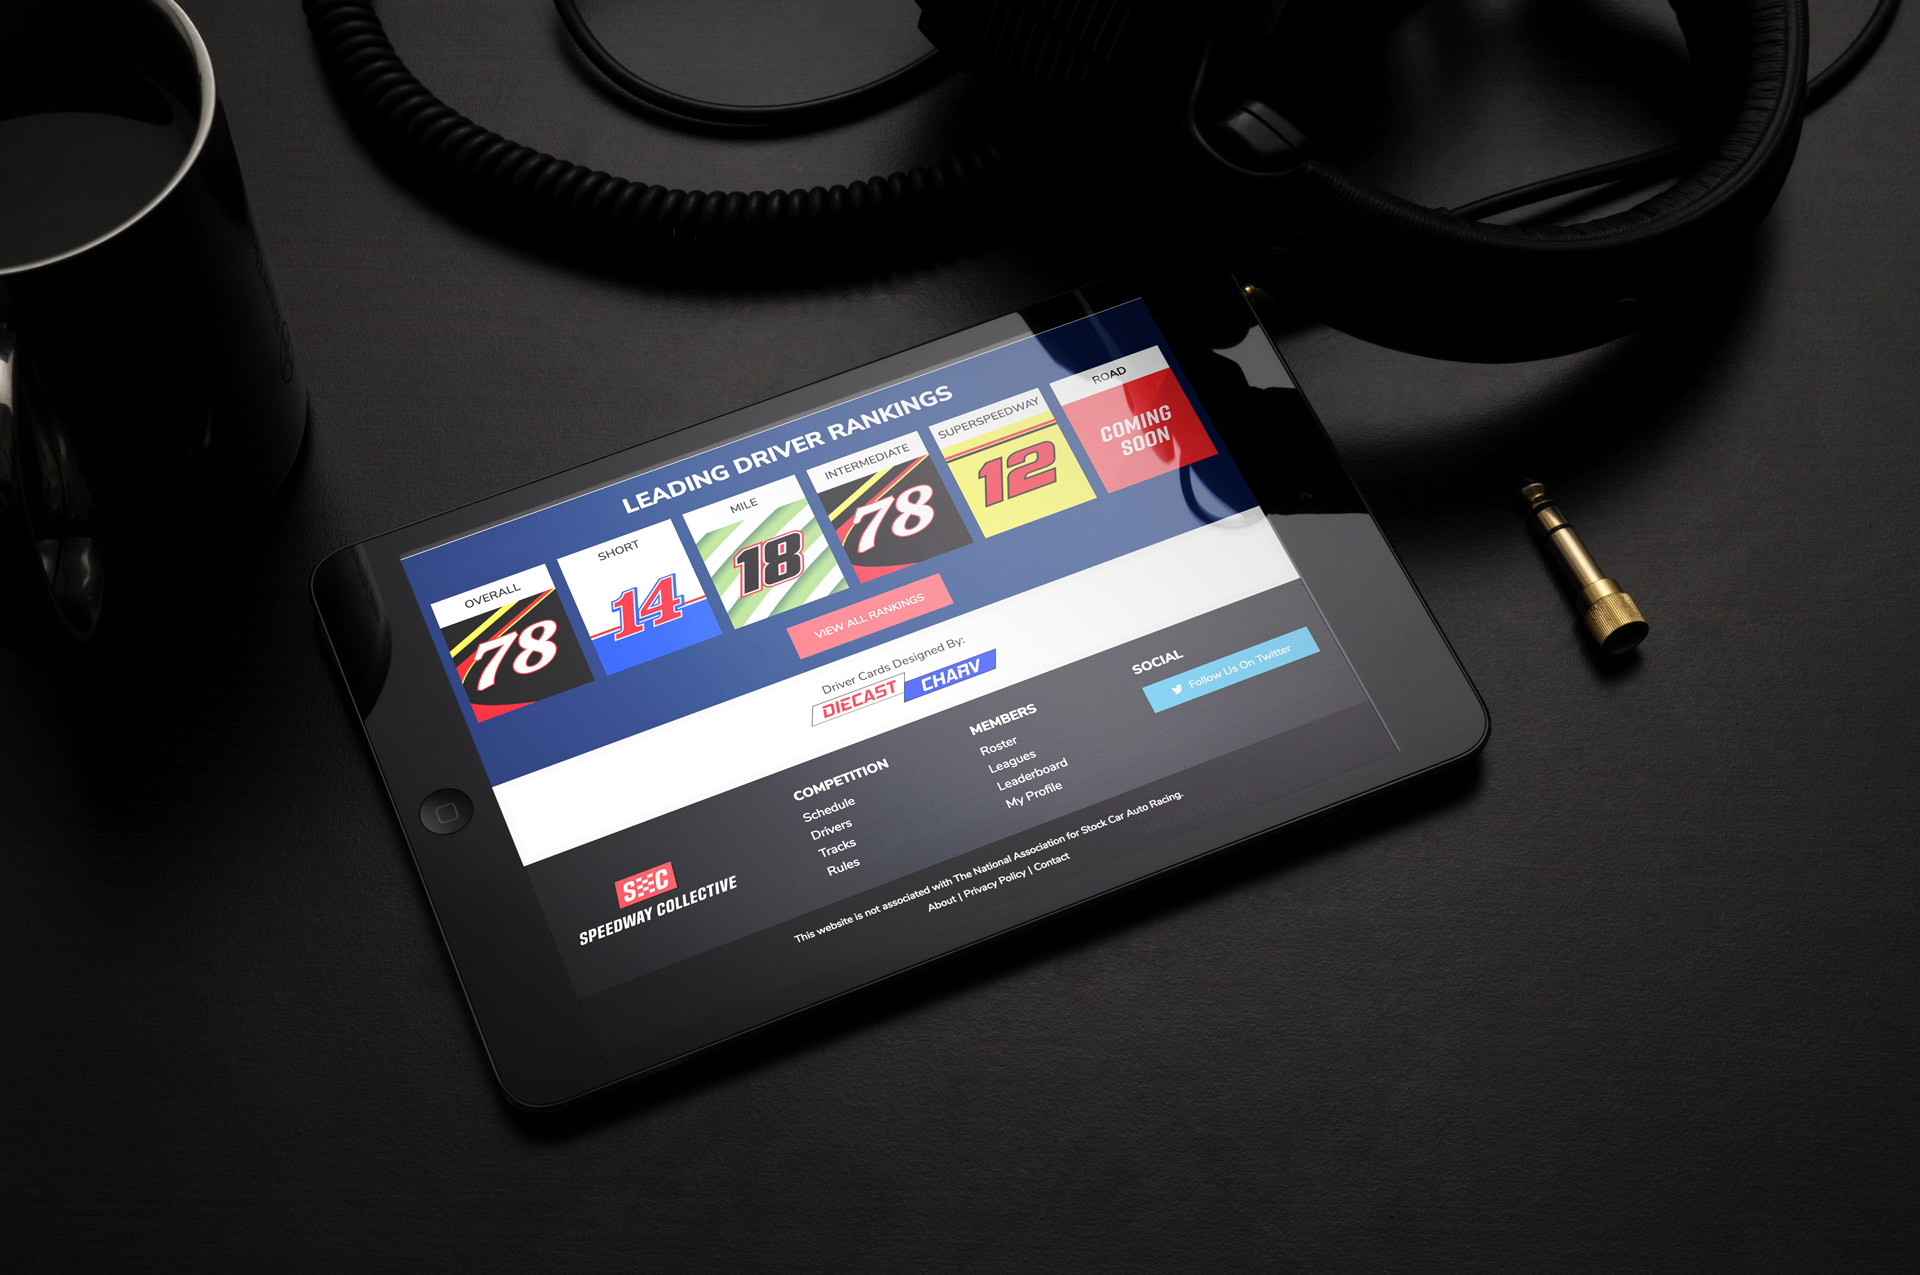 LEADING DRIVER RANKINGS
OVERALL
78
SHORT
14
MILE
18
INTERMEDIATE
78
SUPERSPEEDWAY
12
ROAD
COMING
SOON
VIEW ALL RANKINGS
Driver Cards Designed By:
DIECAST CHARV
SC
SPEEDWAY COLLECTIVE
COMPETITION
Schedule
Drivers
Tracks
Rules
MEMBERS
Roster
Leagues
Leaderboard
My Profile
SOCIAL
Follow Us On Twitter
This website is not associated with The National Association for Stock Car Auto Racing.
About | Privacy Policy | Contact